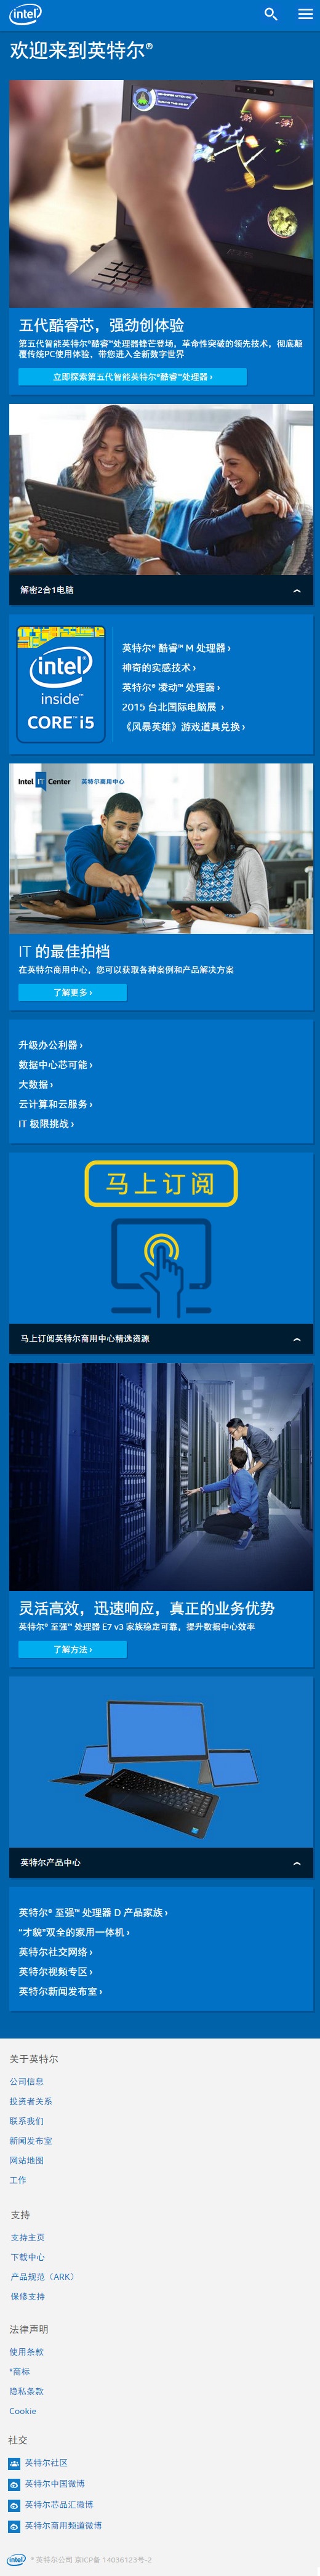 intel
欢迎来到英特尔®
五代酷睿芯，强劲创体验
第五代智能英特尔®酷睿™处理器锋芒登场，革命性突破的领先技术，彻底颠
覆传统PC使用体验，带您进入全新数字世界
立即探索第五代智能英特尔®酷睿™处理器 ›
解密2合1电脑
intel
inside™
CORE™ i5
英特尔® 酷睿™ M 处理器 ›
神奇的实感技术 ›
英特尔® 凌动™ 处理器 ›
2015 台北国际电脑展 ›
《风暴英雄》游戏道具兑换 ›
Intel IT Center 英特尔商用中心
IT 的最佳拍档
在英特尔商用中心，您可以获取各种案例和产品解决方案
了解更多 ›
升级办公利器 ›
数据中心芯可能 ›
大数据 ›
云计算和云服务 ›
IT 极限挑战 ›
马上订阅
马上订阅英特尔商用中心精选资源
灵活高效，迅速响应，真正的业务优势
英特尔® 至强™ 处理器 E7 v3 家族稳定可靠，提升数据中心效率
了解方法 ›
英特尔产品中心
英特尔® 至强™ 处理器 D 产品家族 ›
“才貌”双全的家用一体机 ›
英特尔社交网络 ›
英特尔视频专区 ›
英特尔新闻发布室 ›
关于英特尔
公司信息
投资者关系
联系我们
新闻发布室
网站地图
工作
支持
支持主页
下载中心
产品规范（ARK）
保修支持
法律声明
使用条款
*商标
隐私条款
Cookie
社交
英特尔社区
英特尔中国微博
英特尔芯品汇微博
英特尔商用频道微博
intel ® 英特尔公司 京ICP备 14036123号-2